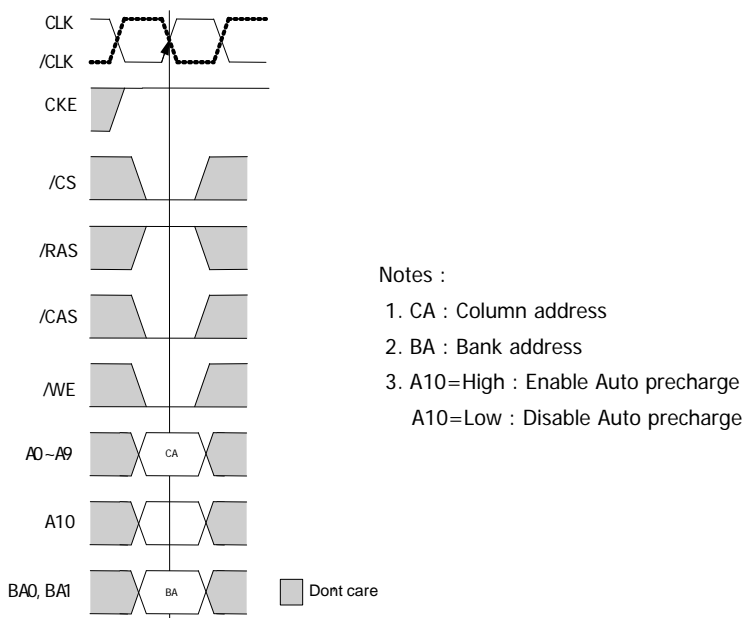 CLK
/CLK
CKE
/CS
/RAS
/CAS
/WE
A0~A9
CA
A10
BA0, BA1
BA
Dont care
Notes :
1. CA : Column address
2. BA : Bank address
3. A10=High : Enable Auto precharge
A10=Low : Disable Auto precharge